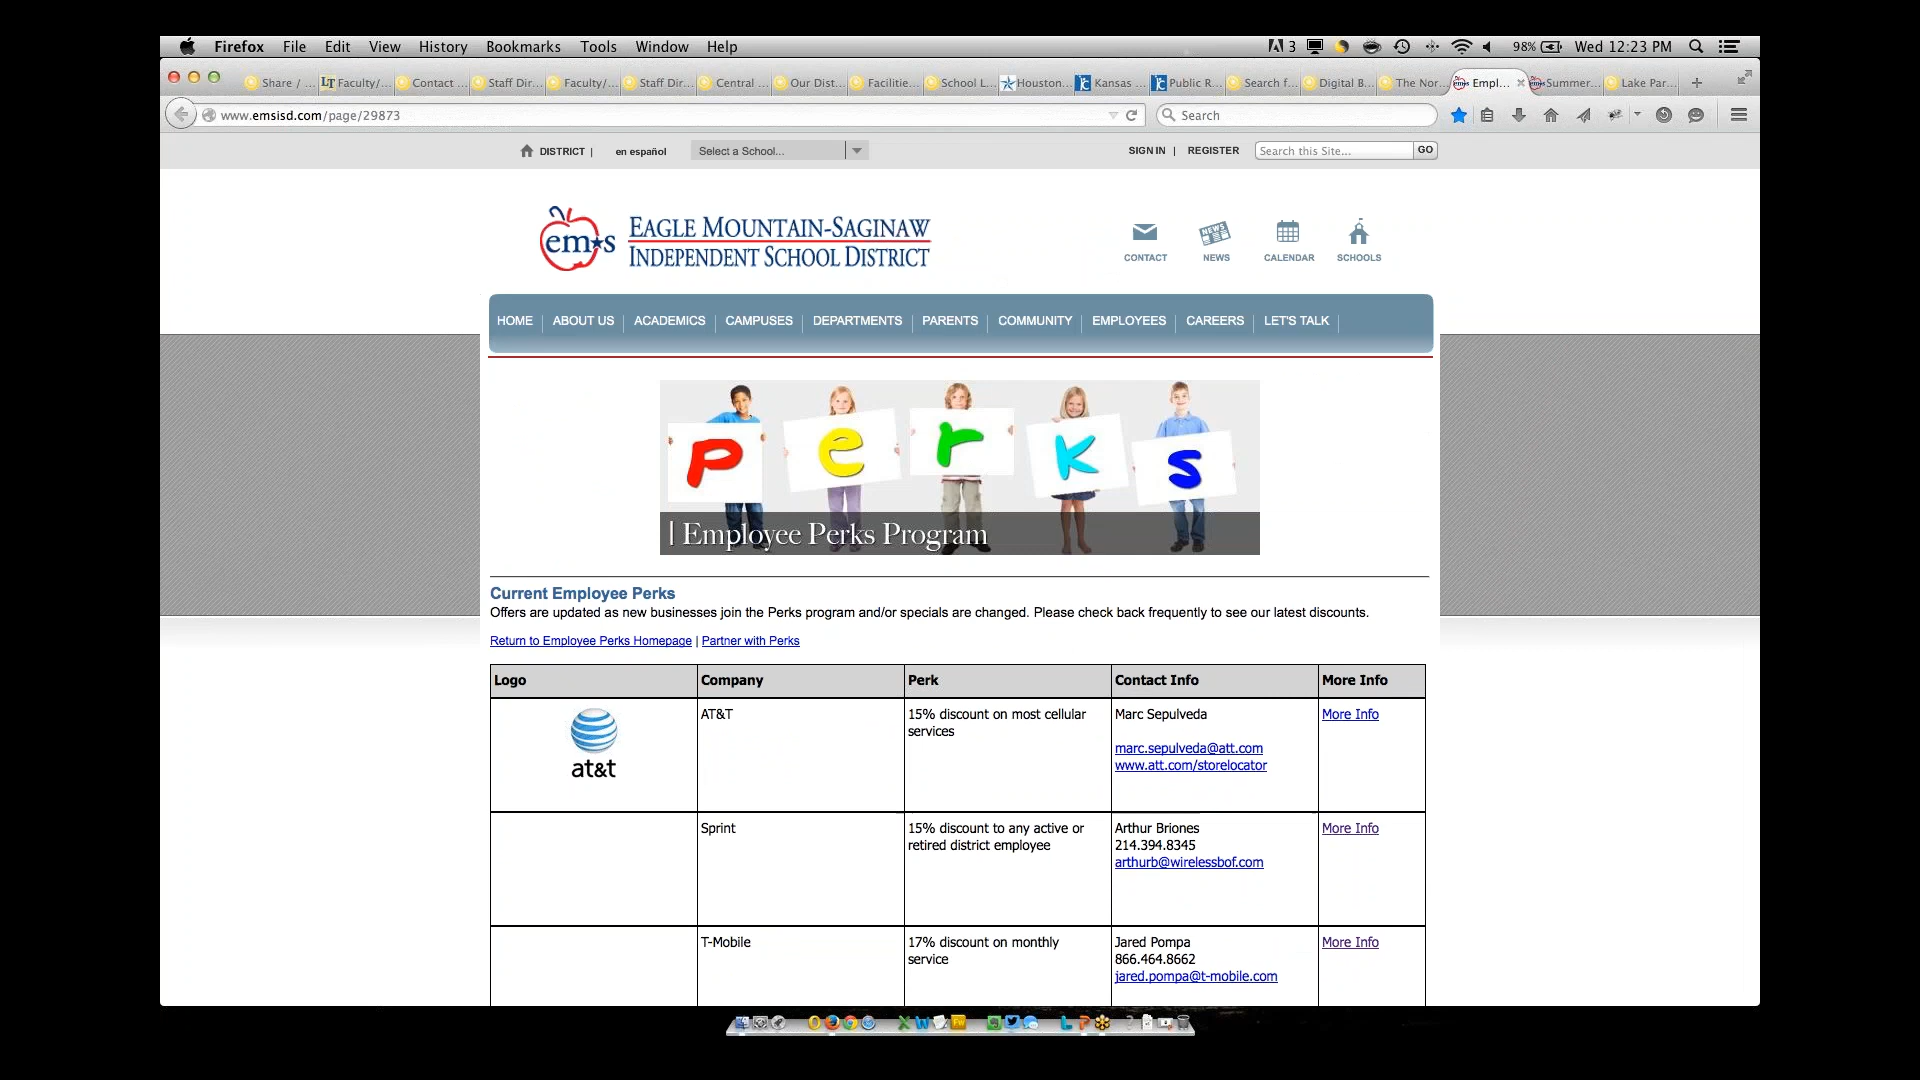 Firefox File Edit View History Bookmarks Tools Window Help
3 98% Wed 12:23 PM
Share / ... LT Faculty/... Contact ... Staff Dir... Faculty/... Staff Dir... Central ... Our Dist... Facilitie... School L... Houston... Kansas ... Public R... Search f... Digital B... The Nor... Empl... Summer... Lake Par...
www.emsisd.com/page/29873
Search
DISTRICT | en español Select a School... SIGN IN | REGISTER Search this Site... GO
ems
EAGLE MOUNTAIN-SAGINAW
INDEPENDENT SCHOOL DISTRICT
CONTACT NEWS CALENDAR SCHOOLS
HOME ABOUT US ACADEMICS CAMPUSES DEPARTMENTS PARENTS COMMUNITY EMPLOYEES CAREERS LET'S TALK
p e r k s
| Employee Perks Program
Current Employee Perks
Offers are updated as new businesses join the Perks program and/or specials are changed. Please check back frequently to see our latest discounts.
Return to Employee Perks Homepage | Partner with Perks
Logo Company Perk Contact Info More Info
at&t
AT&T
15% discount on most cellular
services
Marc Sepulveda
marc.sepulveda@att.com
www.att.com/storelocator
More Info
Sprint
15% discount to any active or
retired district employee
Arthur Briones
214.394.8345
arthurb@wirelessbof.com
More Info
T-Mobile
17% discount on monthly
service
Jared Pompa
866.464.8662
jared.pompa@t-mobile.com
More Info